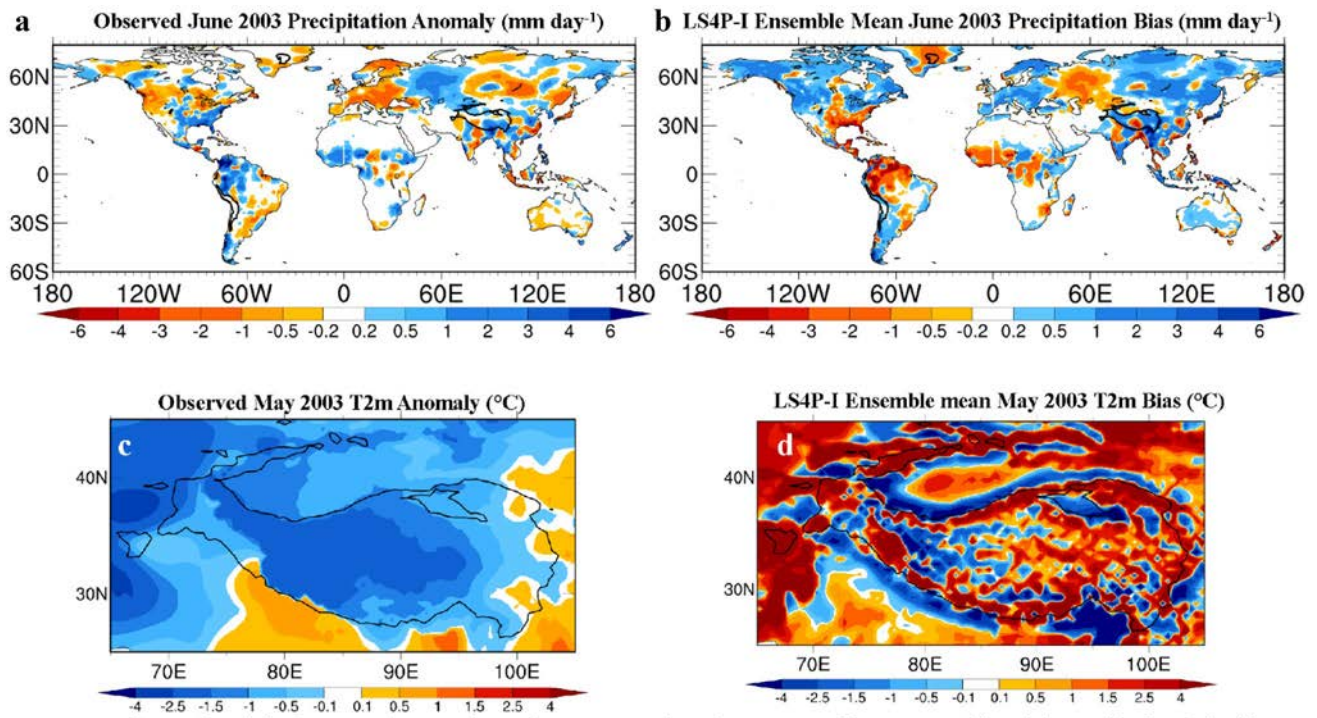 a Observed June 2003 Precipitation Anomaly (mm day-1)
60N
30N
0
30S
60S
180 120W 60W 0 60E 120E 180
-6 -4 -3 -2 -1 -0.5 -0.2 0.2 0.5 1 2 3 4 6
b LS4P-I Ensemble Mean June 2003 Precipitation Bias (mm day-1)
60N
30N
0
30S
60S
180 120W 60W 0 60E 120E 180
-6 -4 -3 -2 -1 -0.5 -0.2 0.2 0.5 1 2 3 4 6
Observed May 2003 T2m Anomaly (°C)
c
40N
30N
70E 80E 90E 100E
-4 -2.5 -1.5 -1 -0.5 -0.1 0.1 0.5 1 1.5 2.5 4
LS4P-I Ensemble mean May 2003 T2m Bias (°C)
d
40N
30N
70E 80E 90E 100E
-4 -2.5 -1.5 -1 -0.5 -0.1 0.1 0.5 1 1.5 2.5 4